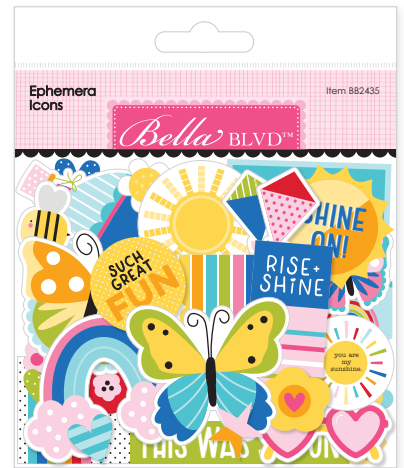 Ephemera
Icons
Item BB2435
Bella BLVD™
SHINE
ON!
SUCH
GREAT
FUN
RISE+
SHINE
you are
my
sunshine.
THIS WAS